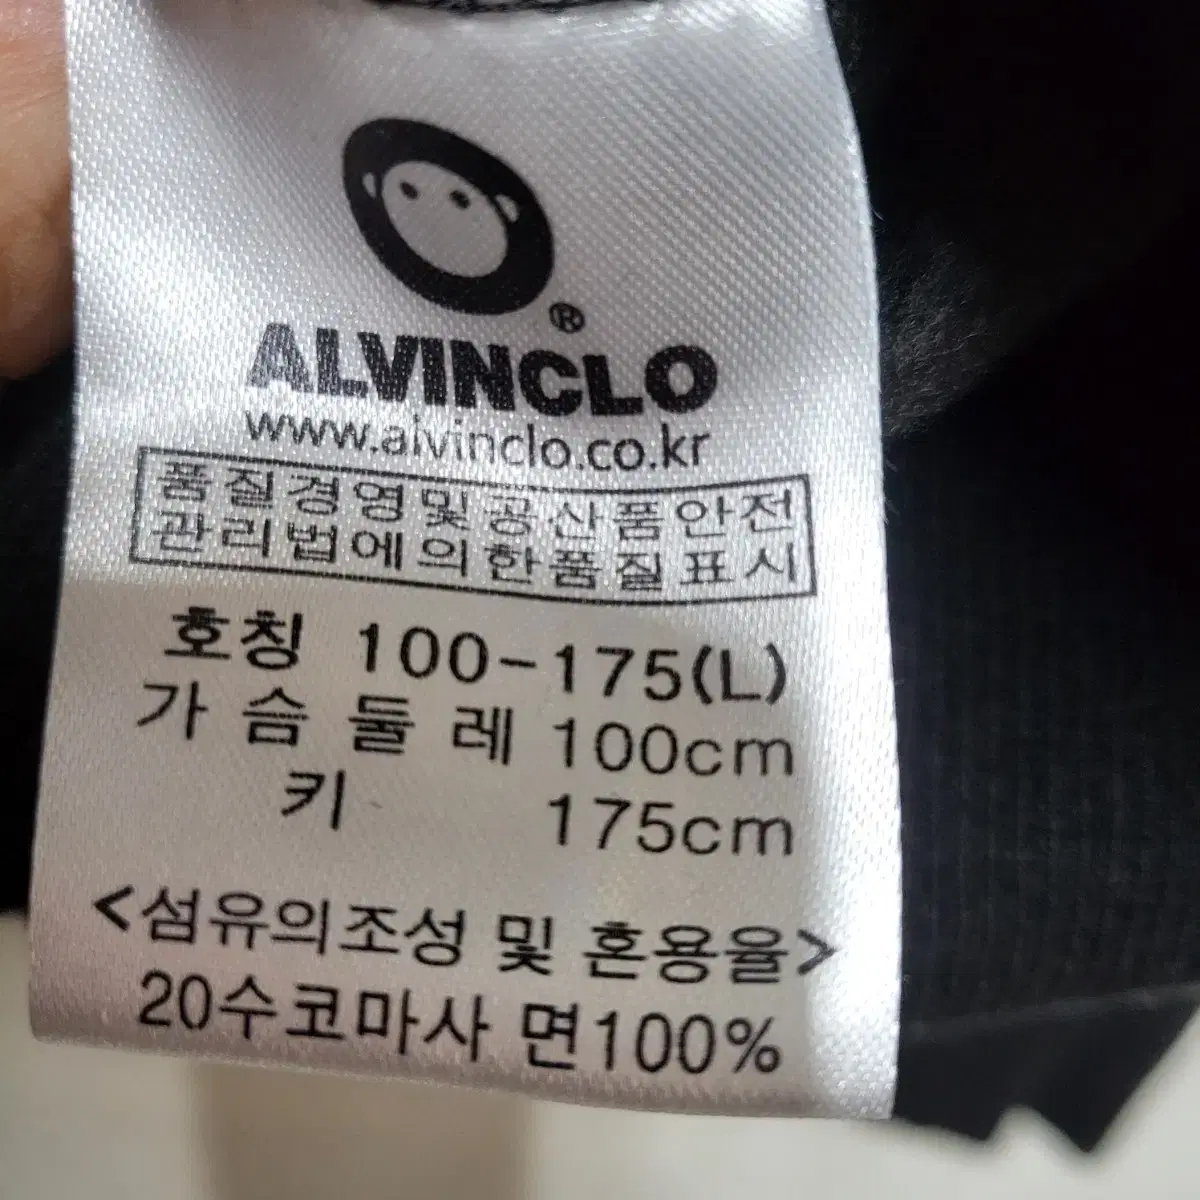 ®
ALVINCLO
www.alvinclo.co.kr
품질경영및공산품안전
관리법에의한품질표시
호칭 100-175(L)
가슴둘레 100cm
키 175cm
<섬유의조성 및 혼용율>
20수코마사 면100%